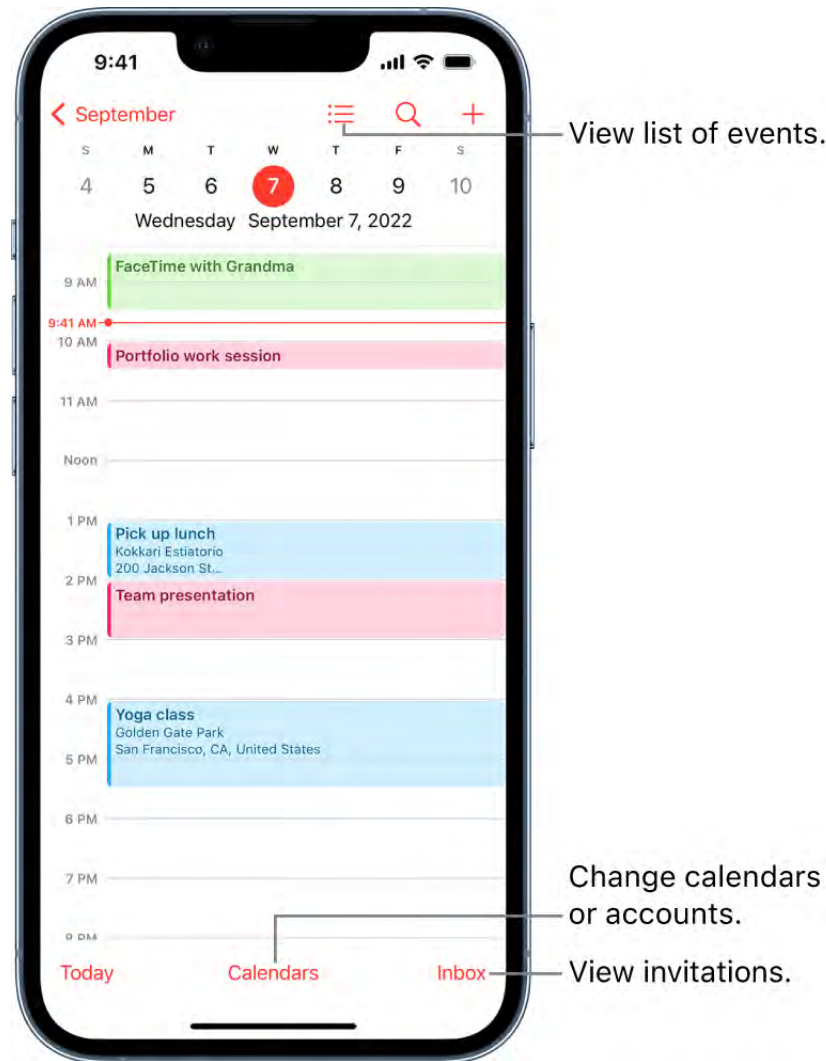 9:41
September
View list of events.
S M T W T F S
4 5 6 7 8 9 10
Wednesday September 7, 2022
FaceTime with Grandma
9 AM
9:41 AM
10 AM
Portfolio work session
11 AM
Noon
1 PM
Pick up lunch
Kokkari Estiatorio
200 Jackson St...
2 PM
Team presentation
3 PM
4 PM
Yoga class
Golden Gate Park
San Francisco, CA, United States
5 PM
6 PM
7 PM
8 PM
Change calendars
or accounts.
Today Calendars Inbox
View invitations.